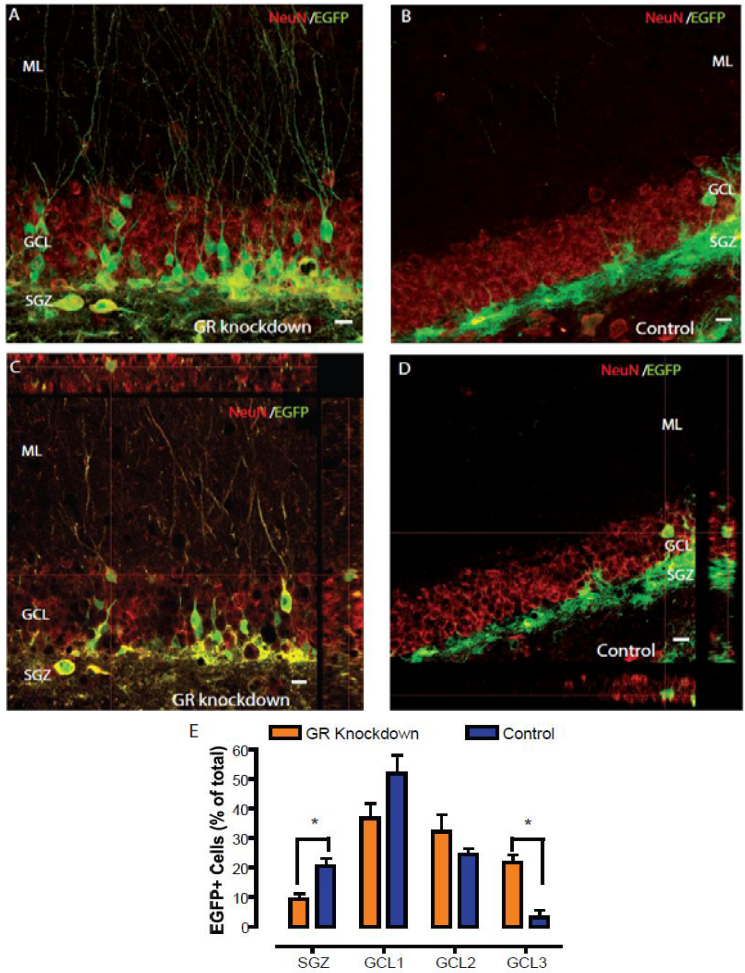 A
NeuN/EGFP
ML
GCL
SGZ
GR knockdown
B
NeuN/EGFP
ML
GCL
SGZ
Control
C
NeuN/EGFP
ML
GCL
SGZ
GR knockdown
D
NeuN/EGFP
ML
GCL
SGZ
Control
E
GR Knockdown
Control
EGFP+ Cells (% of total)
60
50
40
30
20
10
0
*
*
SGZ
GCL1
GCL2
GCL3